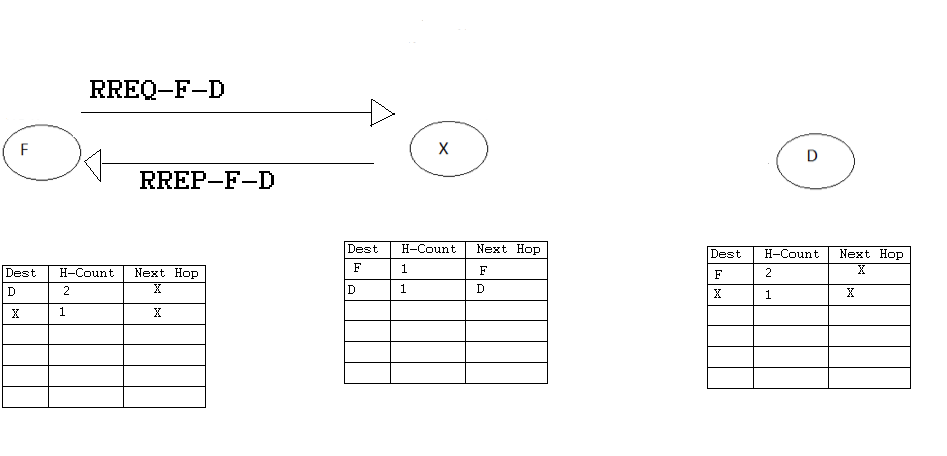 RREQ-F-D
F
X
D
RREP-F-D
Dest H-Count Next Hop
D 2 X
X 1 X
Dest H-Count Next Hop
F 1 F
D 1 D
Dest H-Count Next Hop
F 2 X
X 1 X